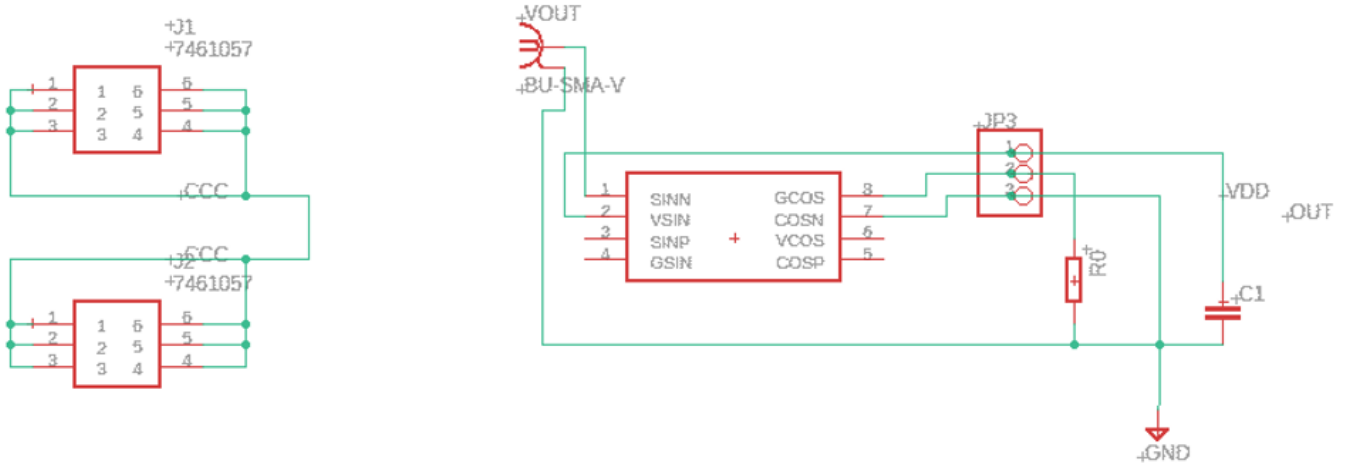 J1
7461057
1 1 6 6
2 2 5 5
3 3 4 4
CCC
CCC
J2
7461057
1 1 6 6
2 2 5 5
3 3 4 4
VOUT
BU-SMA-V
JP3
1
2
3
1 SINN GCOS 8
2 VSIN COSN 7
3 SINP VCOS 6
4 GSIN COSP 5
VDD
OUT
R0
C1
GND